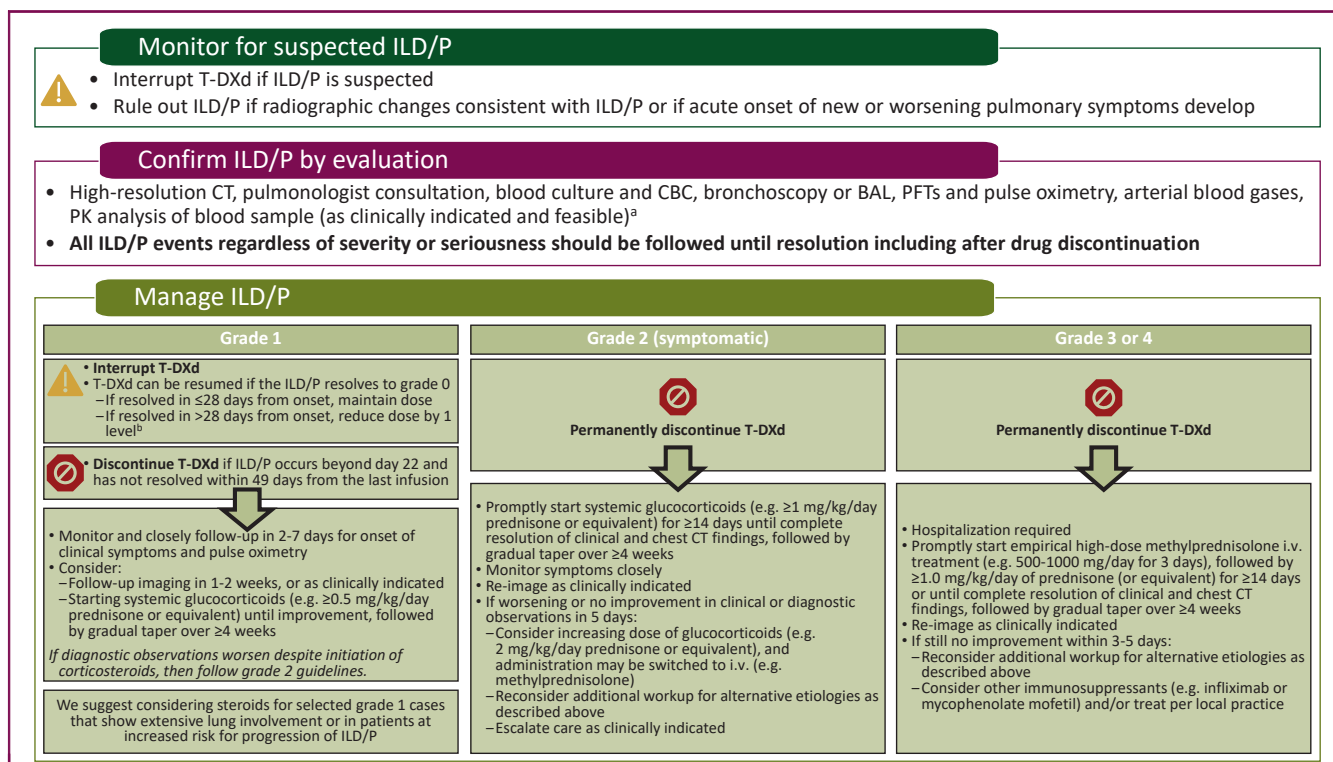 Monitor for suspected ILD/P
• Interrupt T-DXd if ILD/P is suspected
• Rule out ILD/P if radiographic changes consistent with ILD/P or if acute onset of new or worsening pulmonary symptoms develop
Confirm ILD/P by evaluation
• High-resolution CT, pulmonologist consultation, blood culture and CBC, bronchoscopy or BAL, PFTs and pulse oximetry, arterial blood gases,
PK analysis of blood sample (as clinically indicated and feasible)ᵃ
• All ILD/P events regardless of severity or seriousness should be followed until resolution including after drug discontinuation
Manage ILD/P
Grade 1
• Interrupt T-DXd
• T-DXd can be resumed if the ILD/P resolves to grade 0
–If resolved in ≤28 days from onset, maintain dose
–If resolved in >28 days from onset, reduce dose by 1
levelᵇ
• Discontinue T-DXd if ILD/P occurs beyond day 22 and
has not resolved within 49 days from the last infusion
• Monitor and closely follow-up in 2-7 days for onset of
clinical symptoms and pulse oximetry
• Consider:
–Follow-up imaging in 1-2 weeks, or as clinically indicated
–Starting systemic glucocorticoids (e.g. ≥0.5 mg/kg/day
prednisone or equivalent) until improvement, followed
by gradual taper over ≥4 weeks
If diagnostic observations worsen despite initiation of
corticosteroids, then follow grade 2 guidelines.
We suggest considering steroids for selected grade 1 cases
that show extensive lung involvement or in patients at
increased risk for progression of ILD/P
Grade 2 (symptomatic)
Permanently discontinue T-DXd
• Promptly start systemic glucocorticoids (e.g. ≥1 mg/kg/day
prednisone or equivalent) for ≥14 days until complete
resolution of clinical and chest CT findings, followed by
gradual taper over ≥4 weeks
• Monitor symptoms closely
• Re-image as clinically indicated
• If worsening or no improvement in clinical or diagnostic
observations in 5 days:
–Consider increasing dose of glucocorticoids (e.g.
2 mg/kg/day prednisone or equivalent), and
administration may be switched to i.v. (e.g.
methylprednisolone)
–Reconsider additional workup for alternative etiologies as
described above
–Escalate care as clinically indicated
Grade 3 or 4
Permanently discontinue T-DXd
• Hospitalization required
• Promptly start empirical high-dose methylprednisolone i.v.
treatment (e.g. 500-1000 mg/day for 3 days), followed by
≥1.0 mg/kg/day of prednisone (or equivalent) for ≥14 days
or until complete resolution of clinical and chest CT
findings, followed by gradual taper over ≥4 weeks
• Re-image as clinically indicated
• If still no improvement within 3-5 days:
–Reconsider additional workup for alternative etiologies as
described above
–Consider other immunosuppressants (e.g. infliximab or
mycophenolate mofetil) and/or treat per local practice